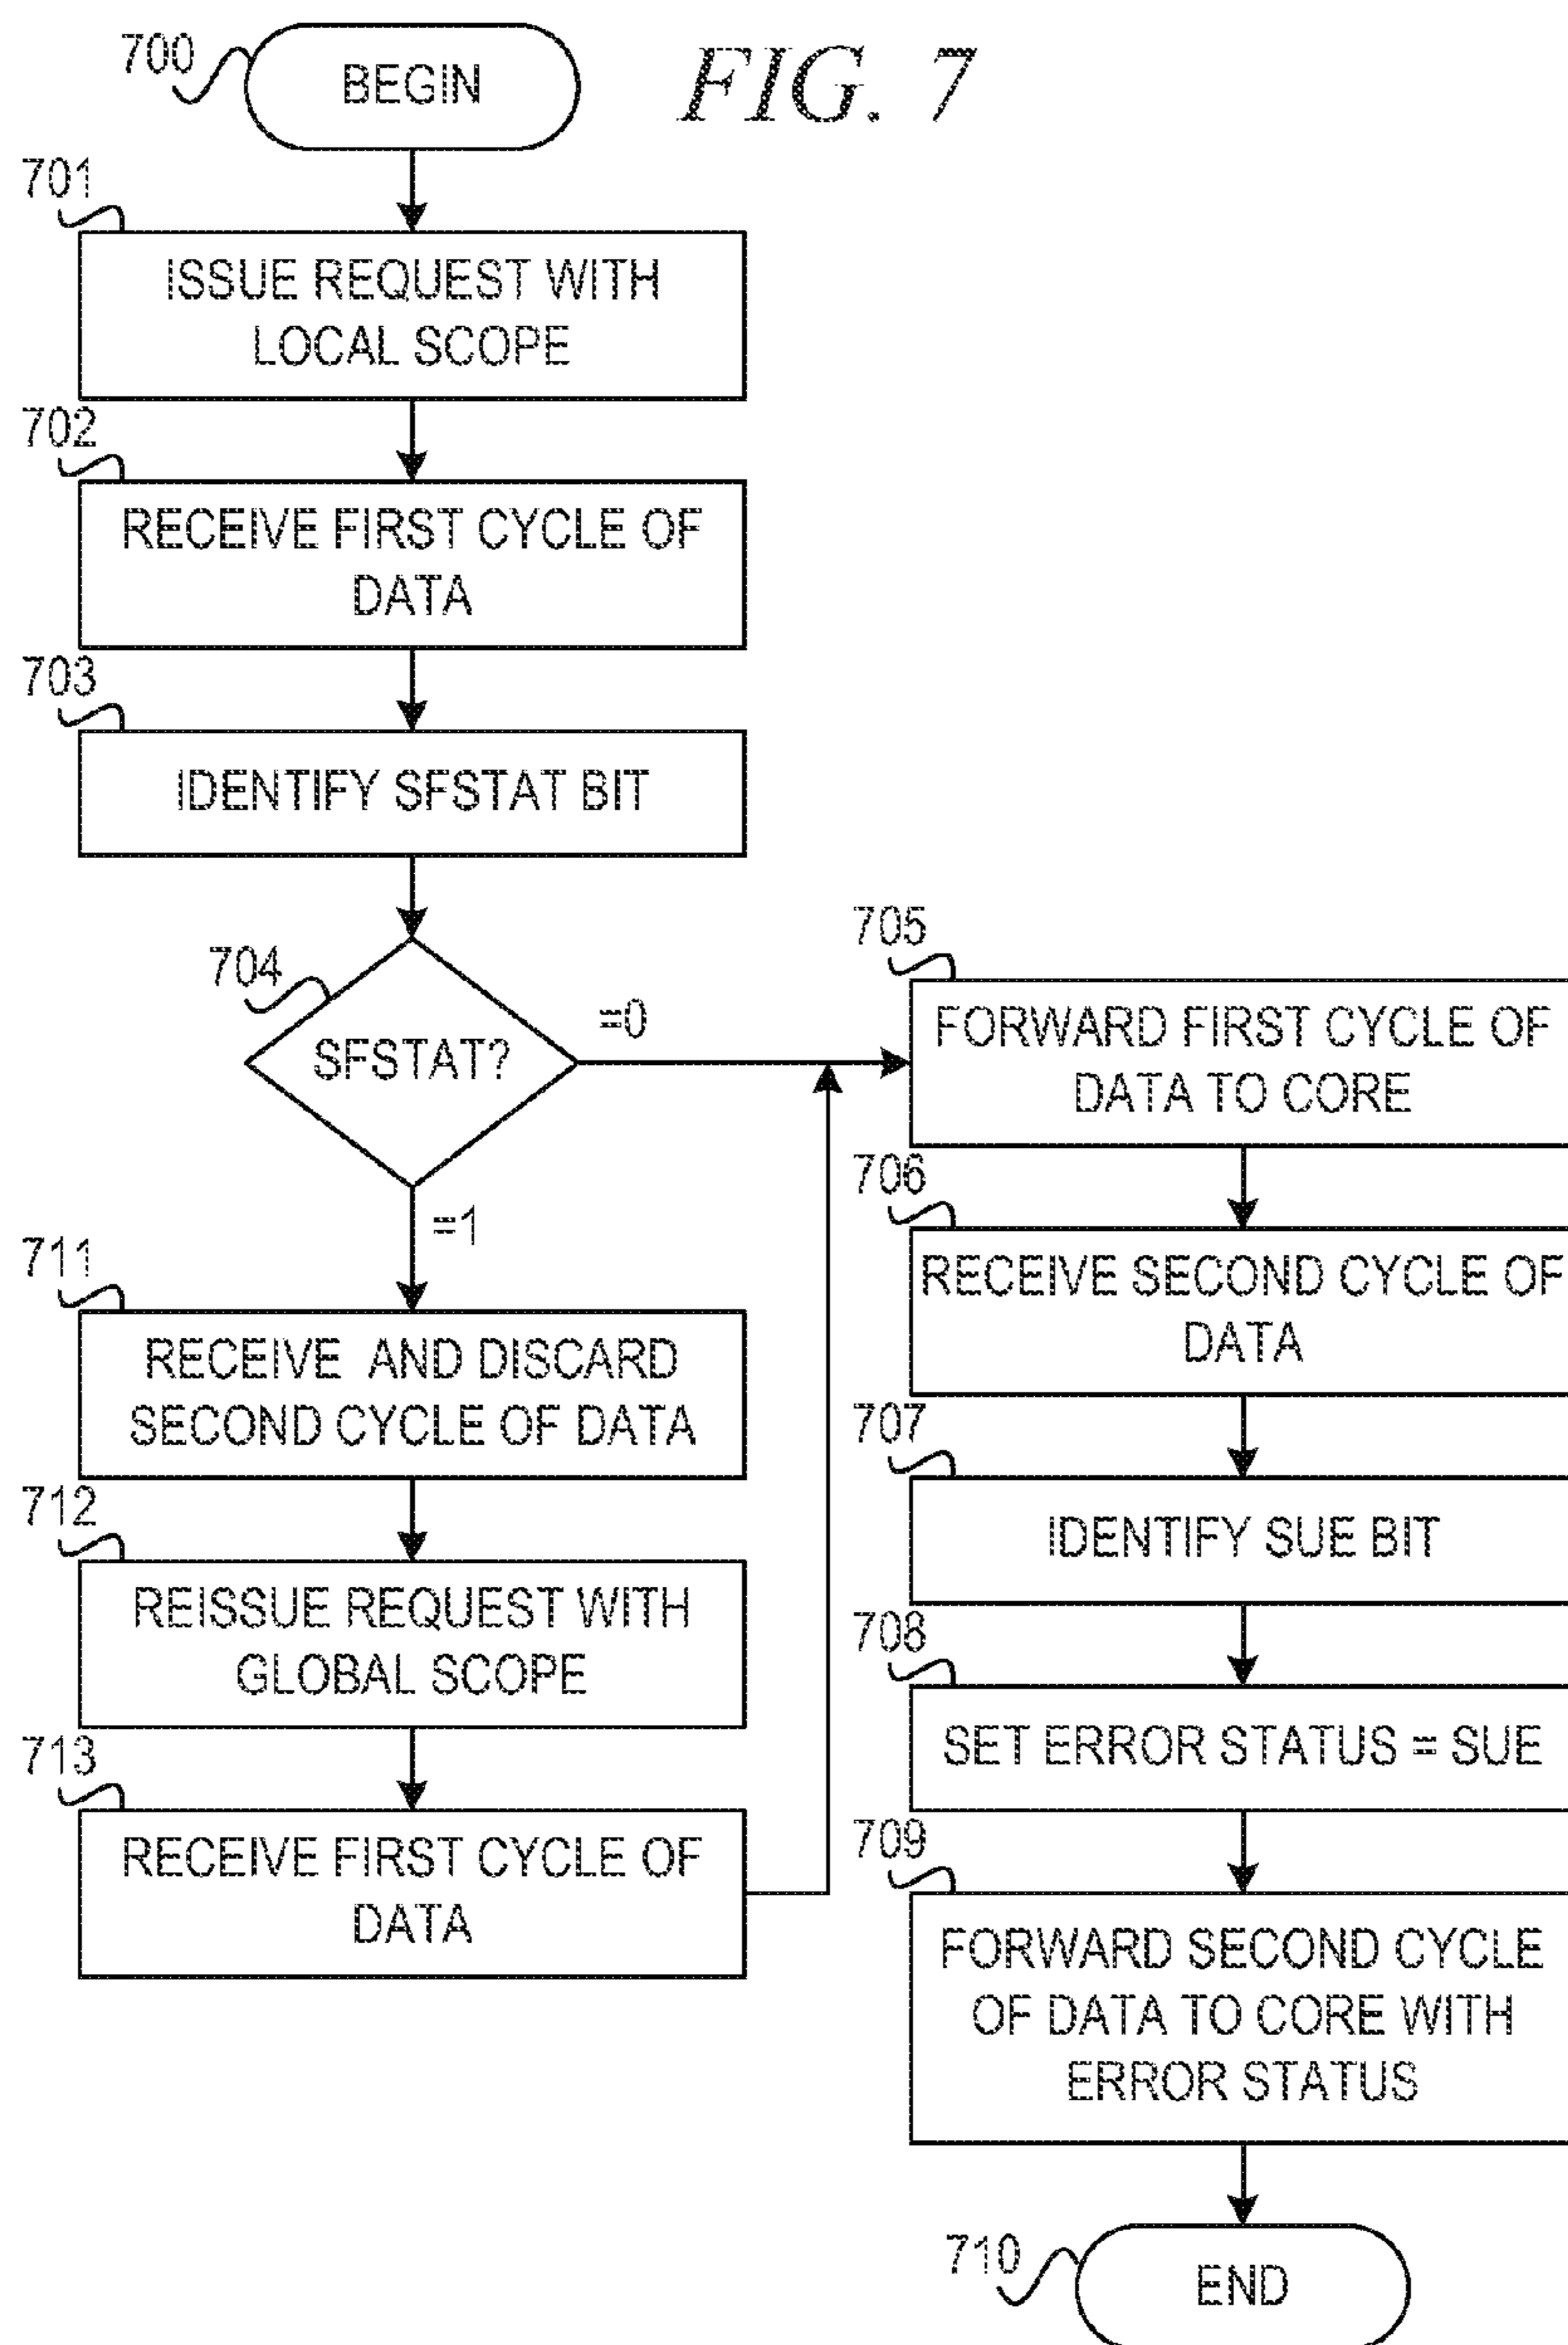 700
BEGIN
FIG. 7
701
ISSUE REQUEST WITH
LOCAL SCOPE
702
RECEIVE FIRST CYCLE OF
DATA
703
IDENTIFY SFSTAT BIT
704
SFSTAT?
=0
=1
711
RECEIVE AND DISCARD
SECOND CYCLE OF DATA
712
REISSUE REQUEST WITH
GLOBAL SCOPE
713
RECEIVE FIRST CYCLE OF
DATA
705
FORWARD FIRST CYCLE OF
DATA TO CORE
706
RECEIVE SECOND CYCLE OF
DATA
707
IDENTIFY SUE BIT
708
SET ERROR STATUS = SUE
709
FORWARD SECOND CYCLE
OF DATA TO CORE WITH
ERROR STATUS
710
END